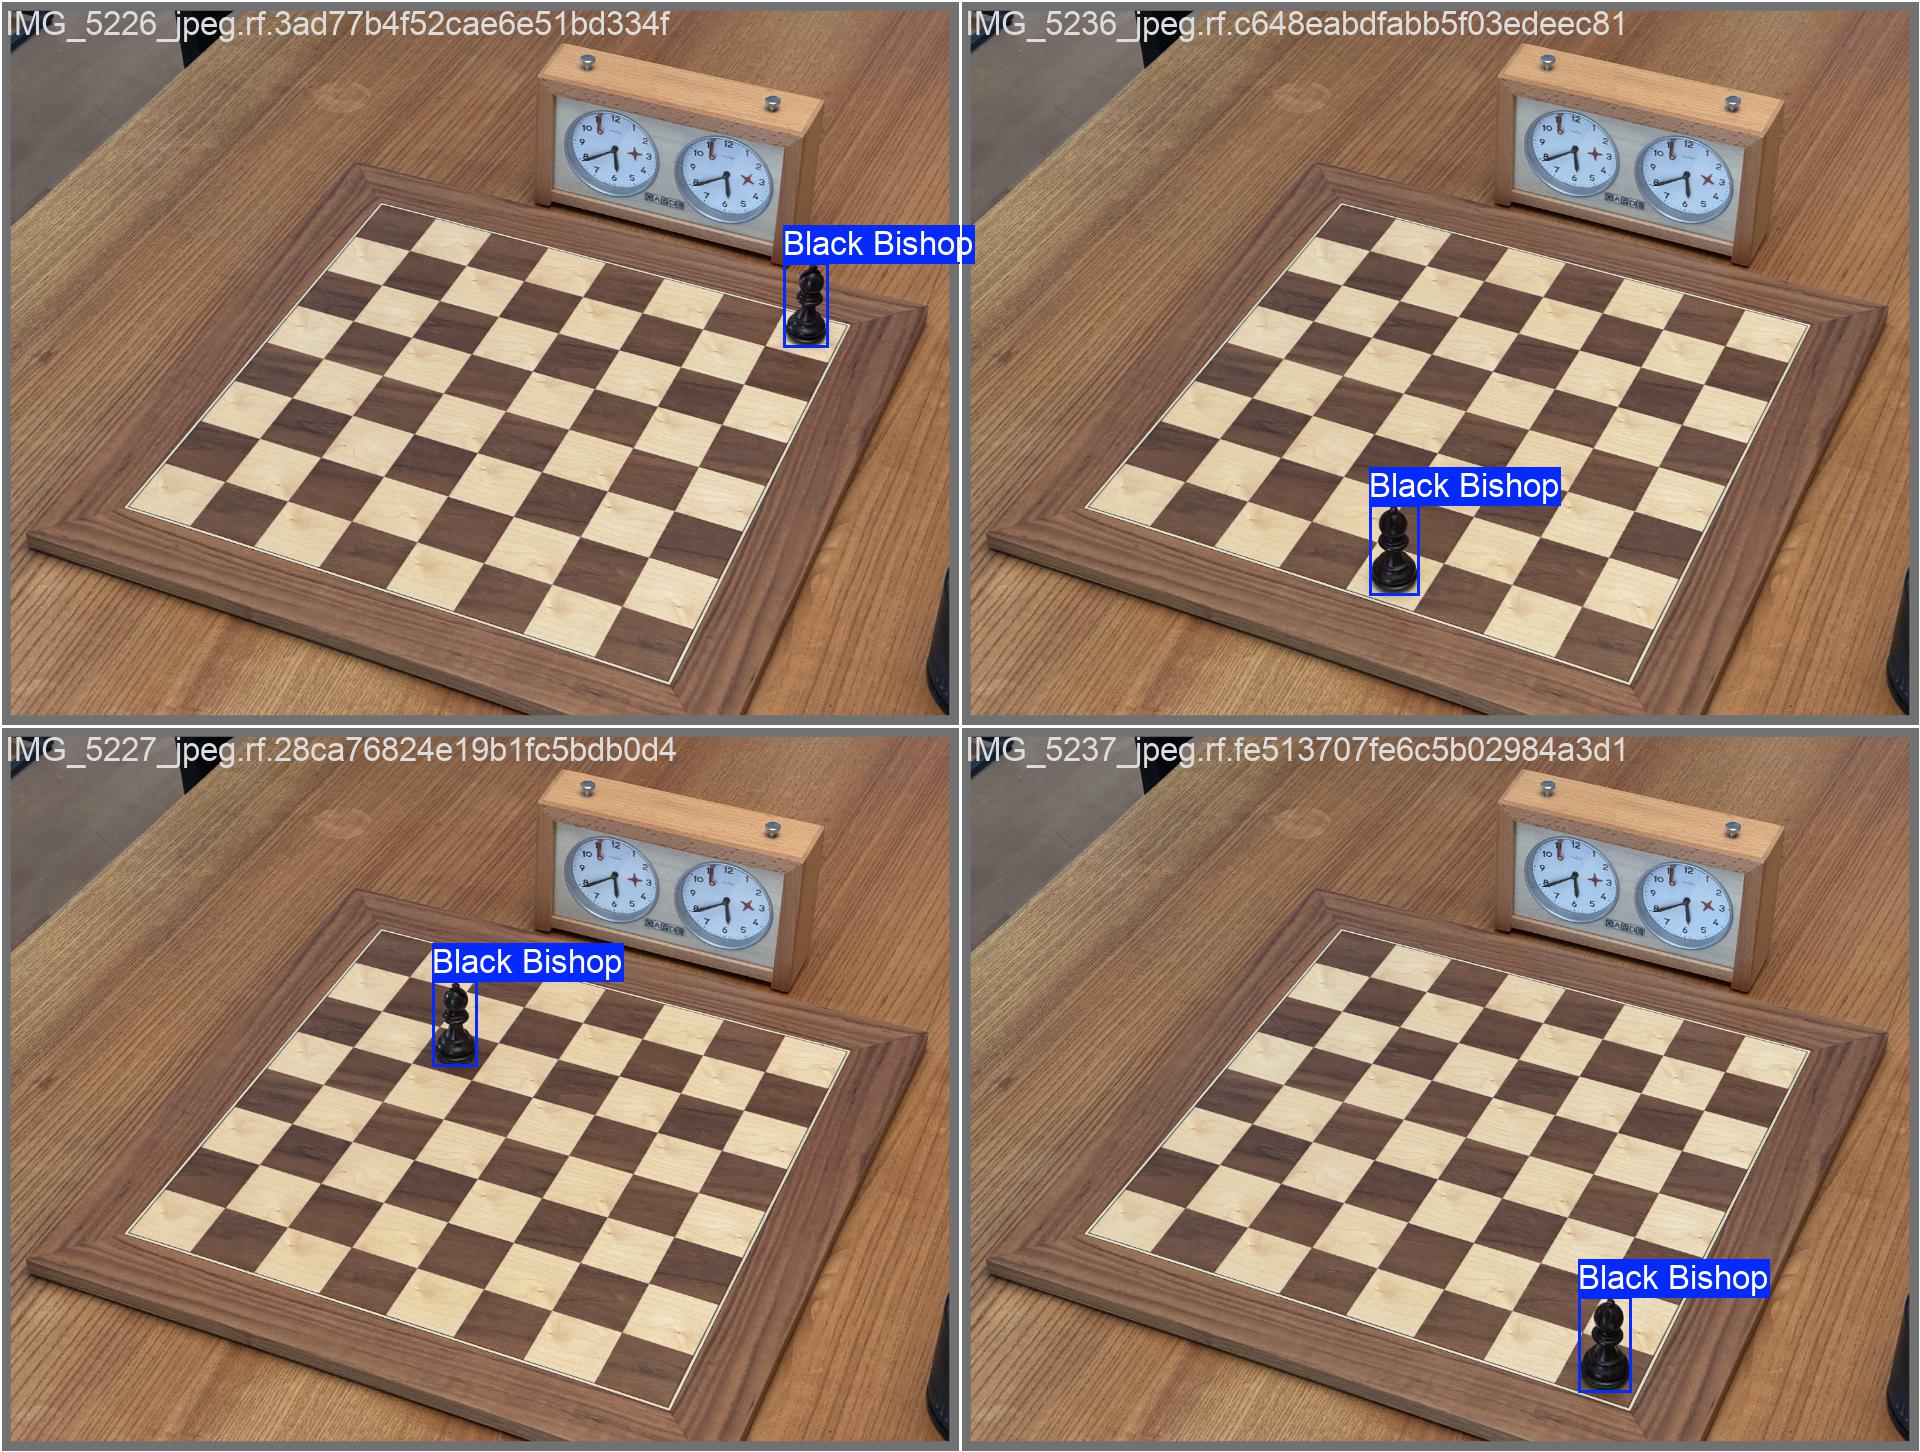 IMG_5226_jpeg.rf.3ad77b4f52cae6e51bd334f
Black Bishop
IMG_5236_jpeg.rf.c648eabdfabb5f03edeec81
Black Bishop
IMG_5227_jpeg.rf.28ca76824e19b1fc5bdb0d4
Black Bishop
IMG_5237_jpeg.rf.fe513707fe6c5b02984a3d1
Black Bishop